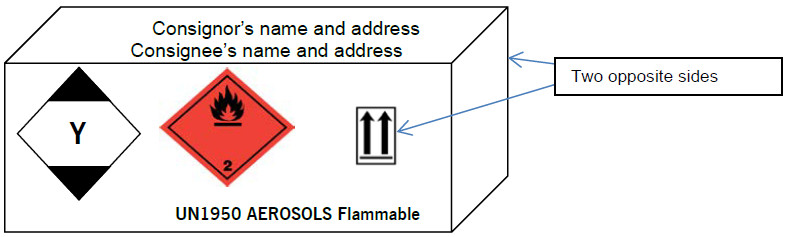 Consignor’s name and address
Consignee’s name and address
Two opposite sides
Y
2
UN1950 AEROSOLS Flammable